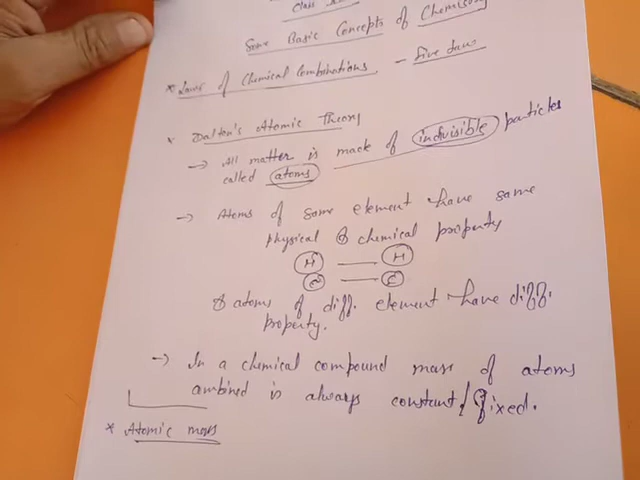 Class
Some Basic Concepts of Chemistry
* Laws of Chemical Combinations - five laws
* Dalton's Atomic Theory
→ All matter is made of indivisible particles
called atoms
→ Atoms of same element have same
physical & chemical property
H — H
C — C
& atoms of diff. element have diff.
property.
→ In a chemical compound mass of atoms
ombined is always constant / fixed.
* Atomic mass